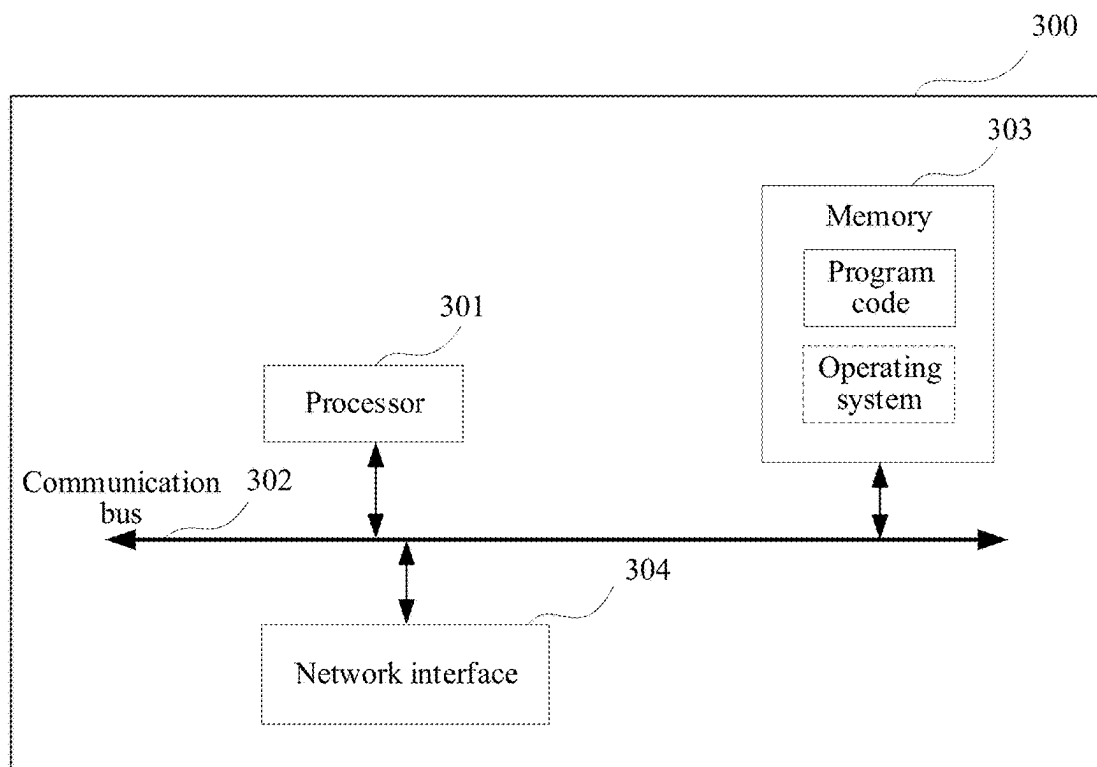 300
303
Memory
Program
code
301
Operating
system
Processor
302
Communication
bus
304
Network interface